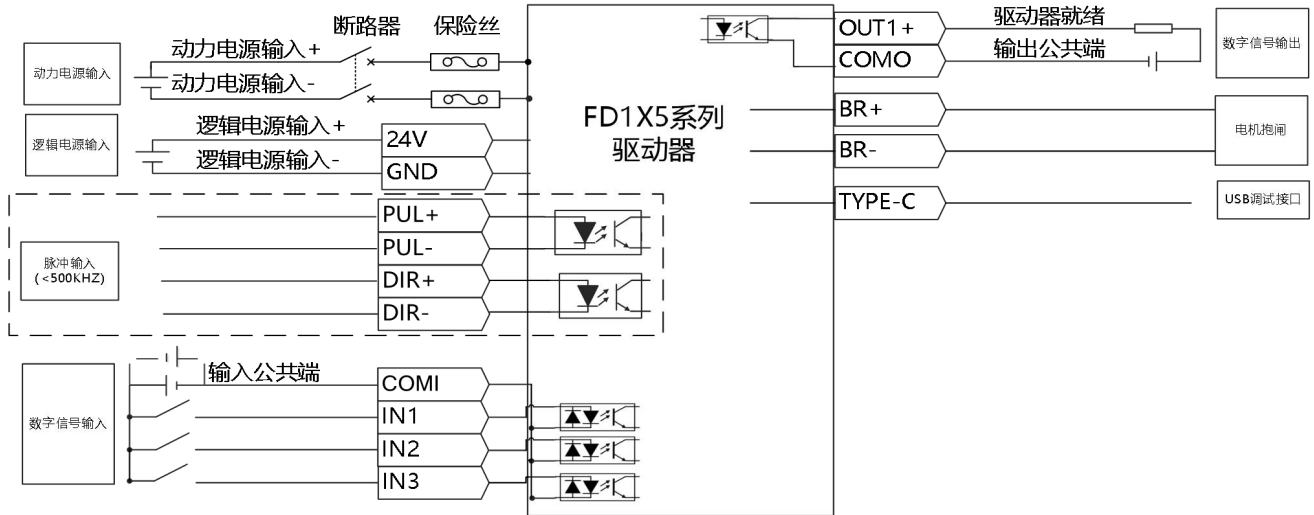 断路器
保险丝
动力电源输入
动力电源输入+
动力电源输入-
逻辑电源输入
逻辑电源输入+
24V
逻辑电源输入-
GND
脉冲输入
(<500KHZ)
PUL+
PUL-
DIR+
DIR-
数字信号输入
输入公共端
COMI
IN1
IN2
IN3
FD1X5系列
驱动器
OUT1+
驱动器就绪
COMO
输出公共端
数字信号输出
BR+
BR-
电机抱闸
TYPE-C
USB调试接口